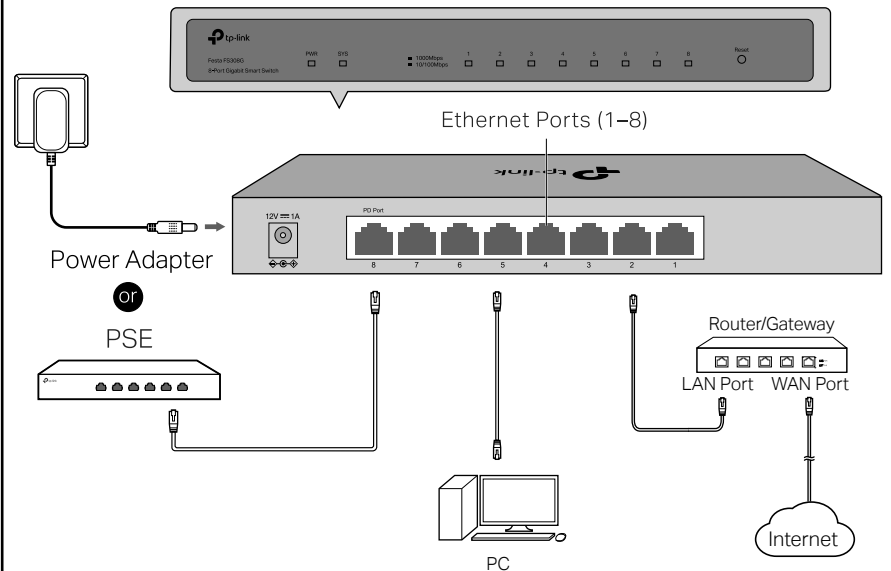 tp-link
PWR SYS
1000Mbps
10/100Mbps
1 2 3 4 5 6 7 8
Reset
Festa FS308G
8-Port Gigabit Smart Switch
Ethernet Ports (1–8)
tp-link
12V 1A
PD Port
8 7 6 5 4 3 2 1
Power Adapter
or
PSE
tp-link
Router/Gateway
LAN Port WAN Port
Internet
PC